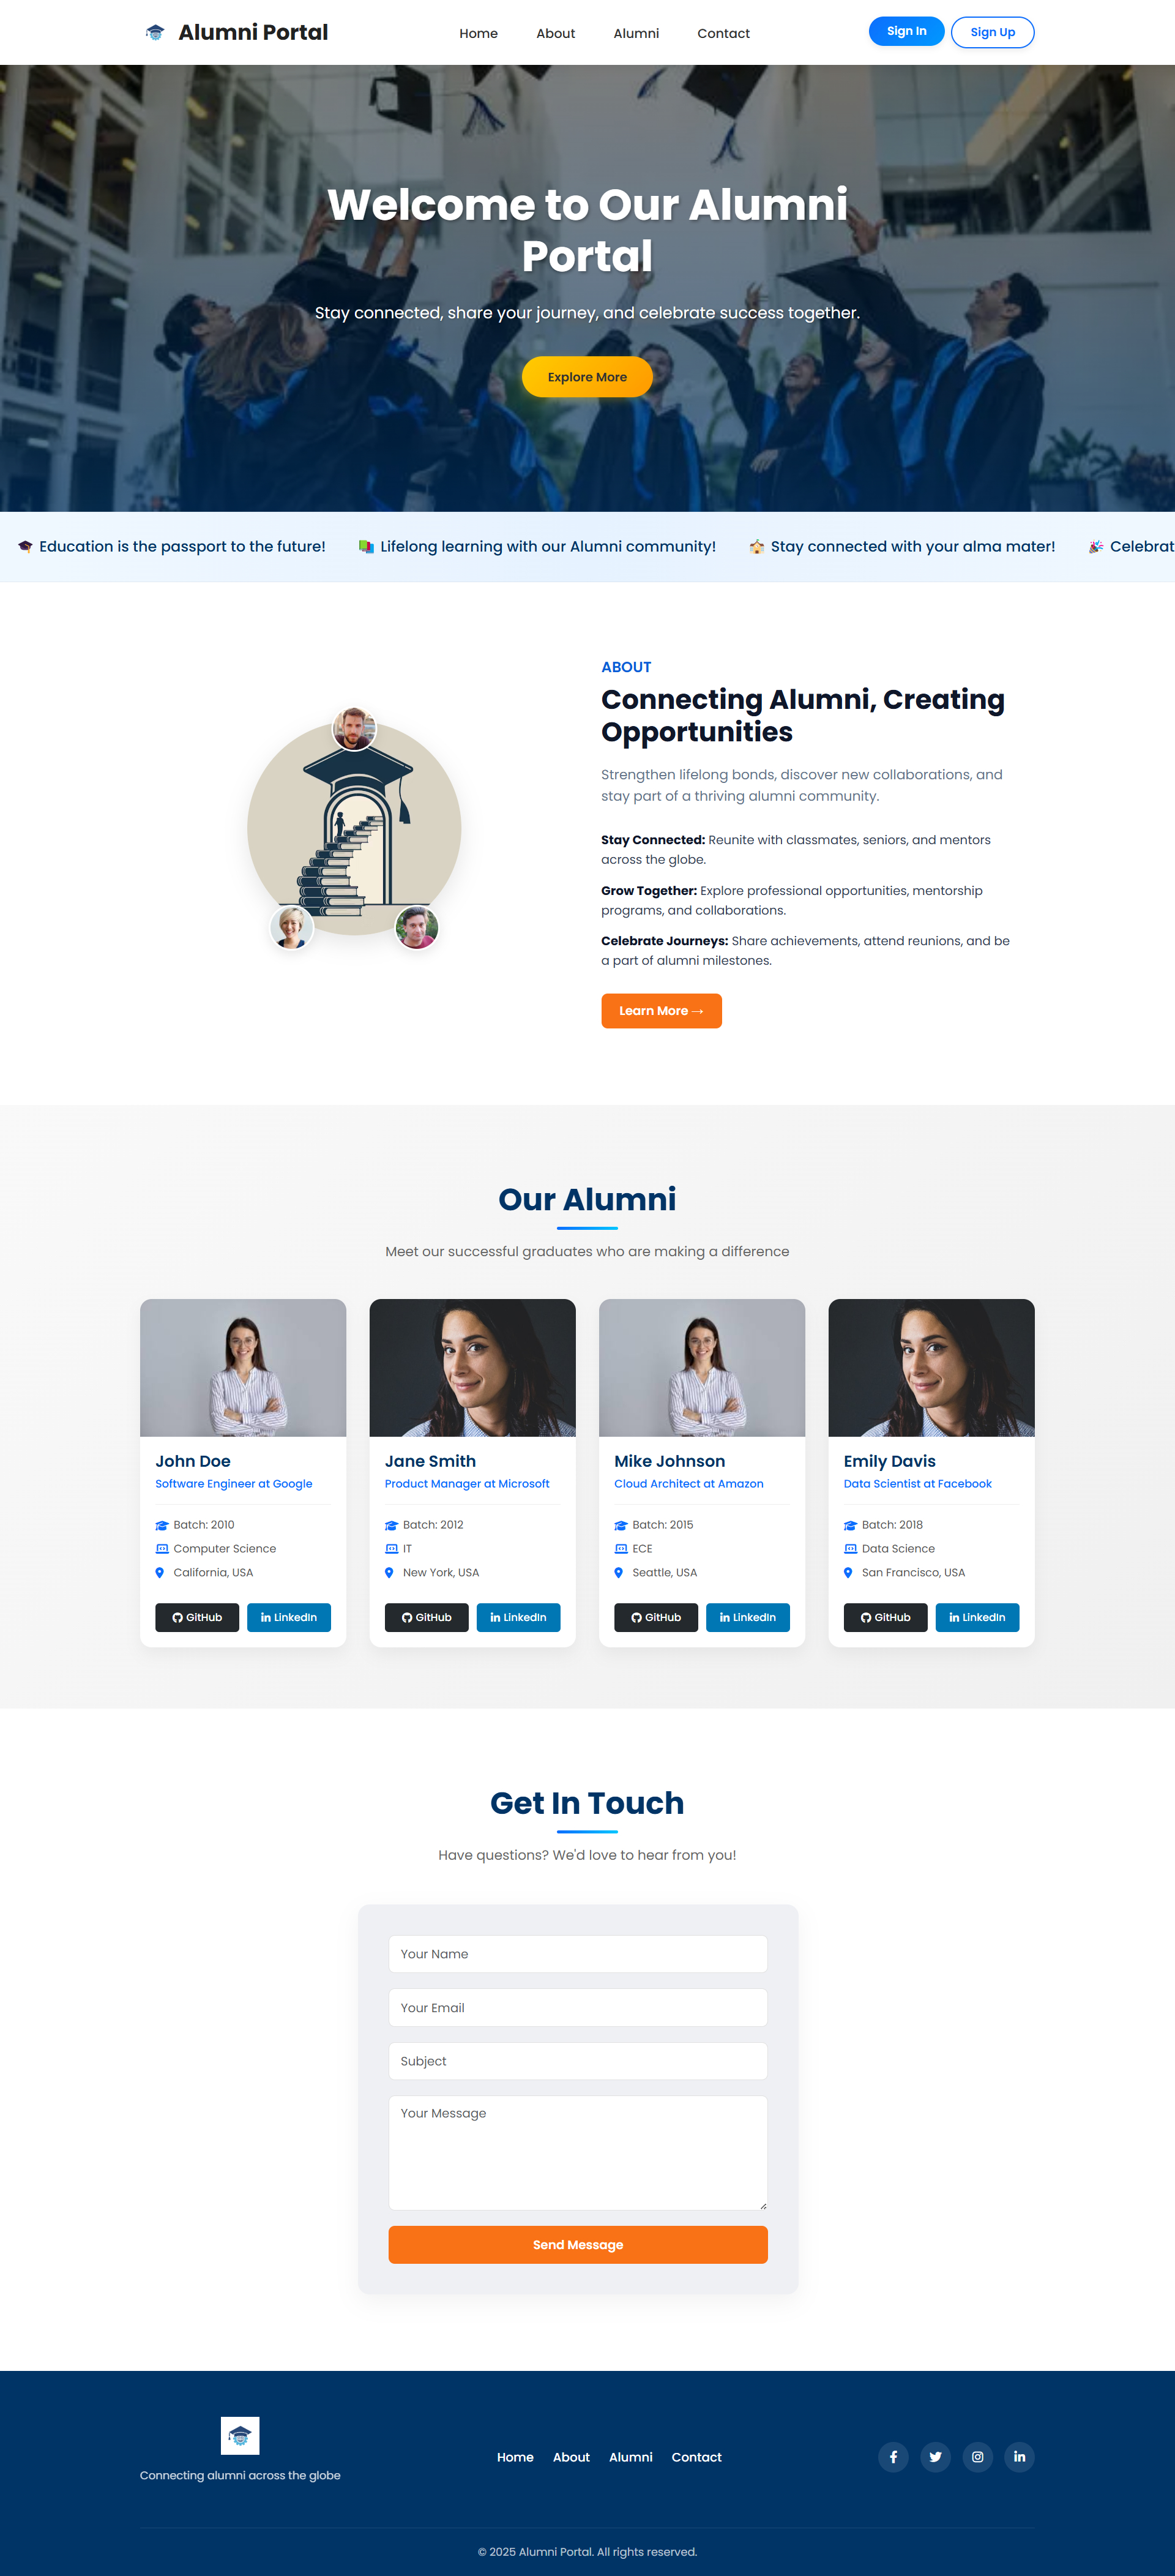 Alumni Portal
Home
About
Alumni
Contact
Sign In
Sign Up
Welcome to Our Alumni
Portal
Stay connected, share your journey, and celebrate success together.
Explore More
🎓 Education is the passport to the future!
📚 Lifelong learning with our Alumni community!
🏫 Stay connected with your alma mater!
🎉 Celebrat
ABOUT
Connecting Alumni, Creating
Opportunities
Strengthen lifelong bonds, discover new collaborations, and
stay part of a thriving alumni community.
Stay Connected: Reunite with classmates, seniors, and mentors
across the globe.
Grow Together: Explore professional opportunities, mentorship
programs, and collaborations.
Celebrate Journeys: Share achievements, attend reunions, and be
a part of alumni milestones.
Learn More →
Our Alumni
Meet our successful graduates who are making a difference
John Doe
Software Engineer at Google
Batch: 2010
Computer Science
California, USA
GitHub
LinkedIn
Jane Smith
Product Manager at Microsoft
Batch: 2012
IT
New York, USA
GitHub
LinkedIn
Mike Johnson
Cloud Architect at Amazon
Batch: 2015
ECE
Seattle, USA
GitHub
LinkedIn
Emily Davis
Data Scientist at Facebook
Batch: 2018
Data Science
San Francisco, USA
GitHub
LinkedIn
Get In Touch
Have questions? We'd love to hear from you!
Your Name
Your Email
Subject
Your Message
Send Message
Connecting alumni across the globe
Home
About
Alumni
Contact
© 2025 Alumni Portal. All rights reserved.